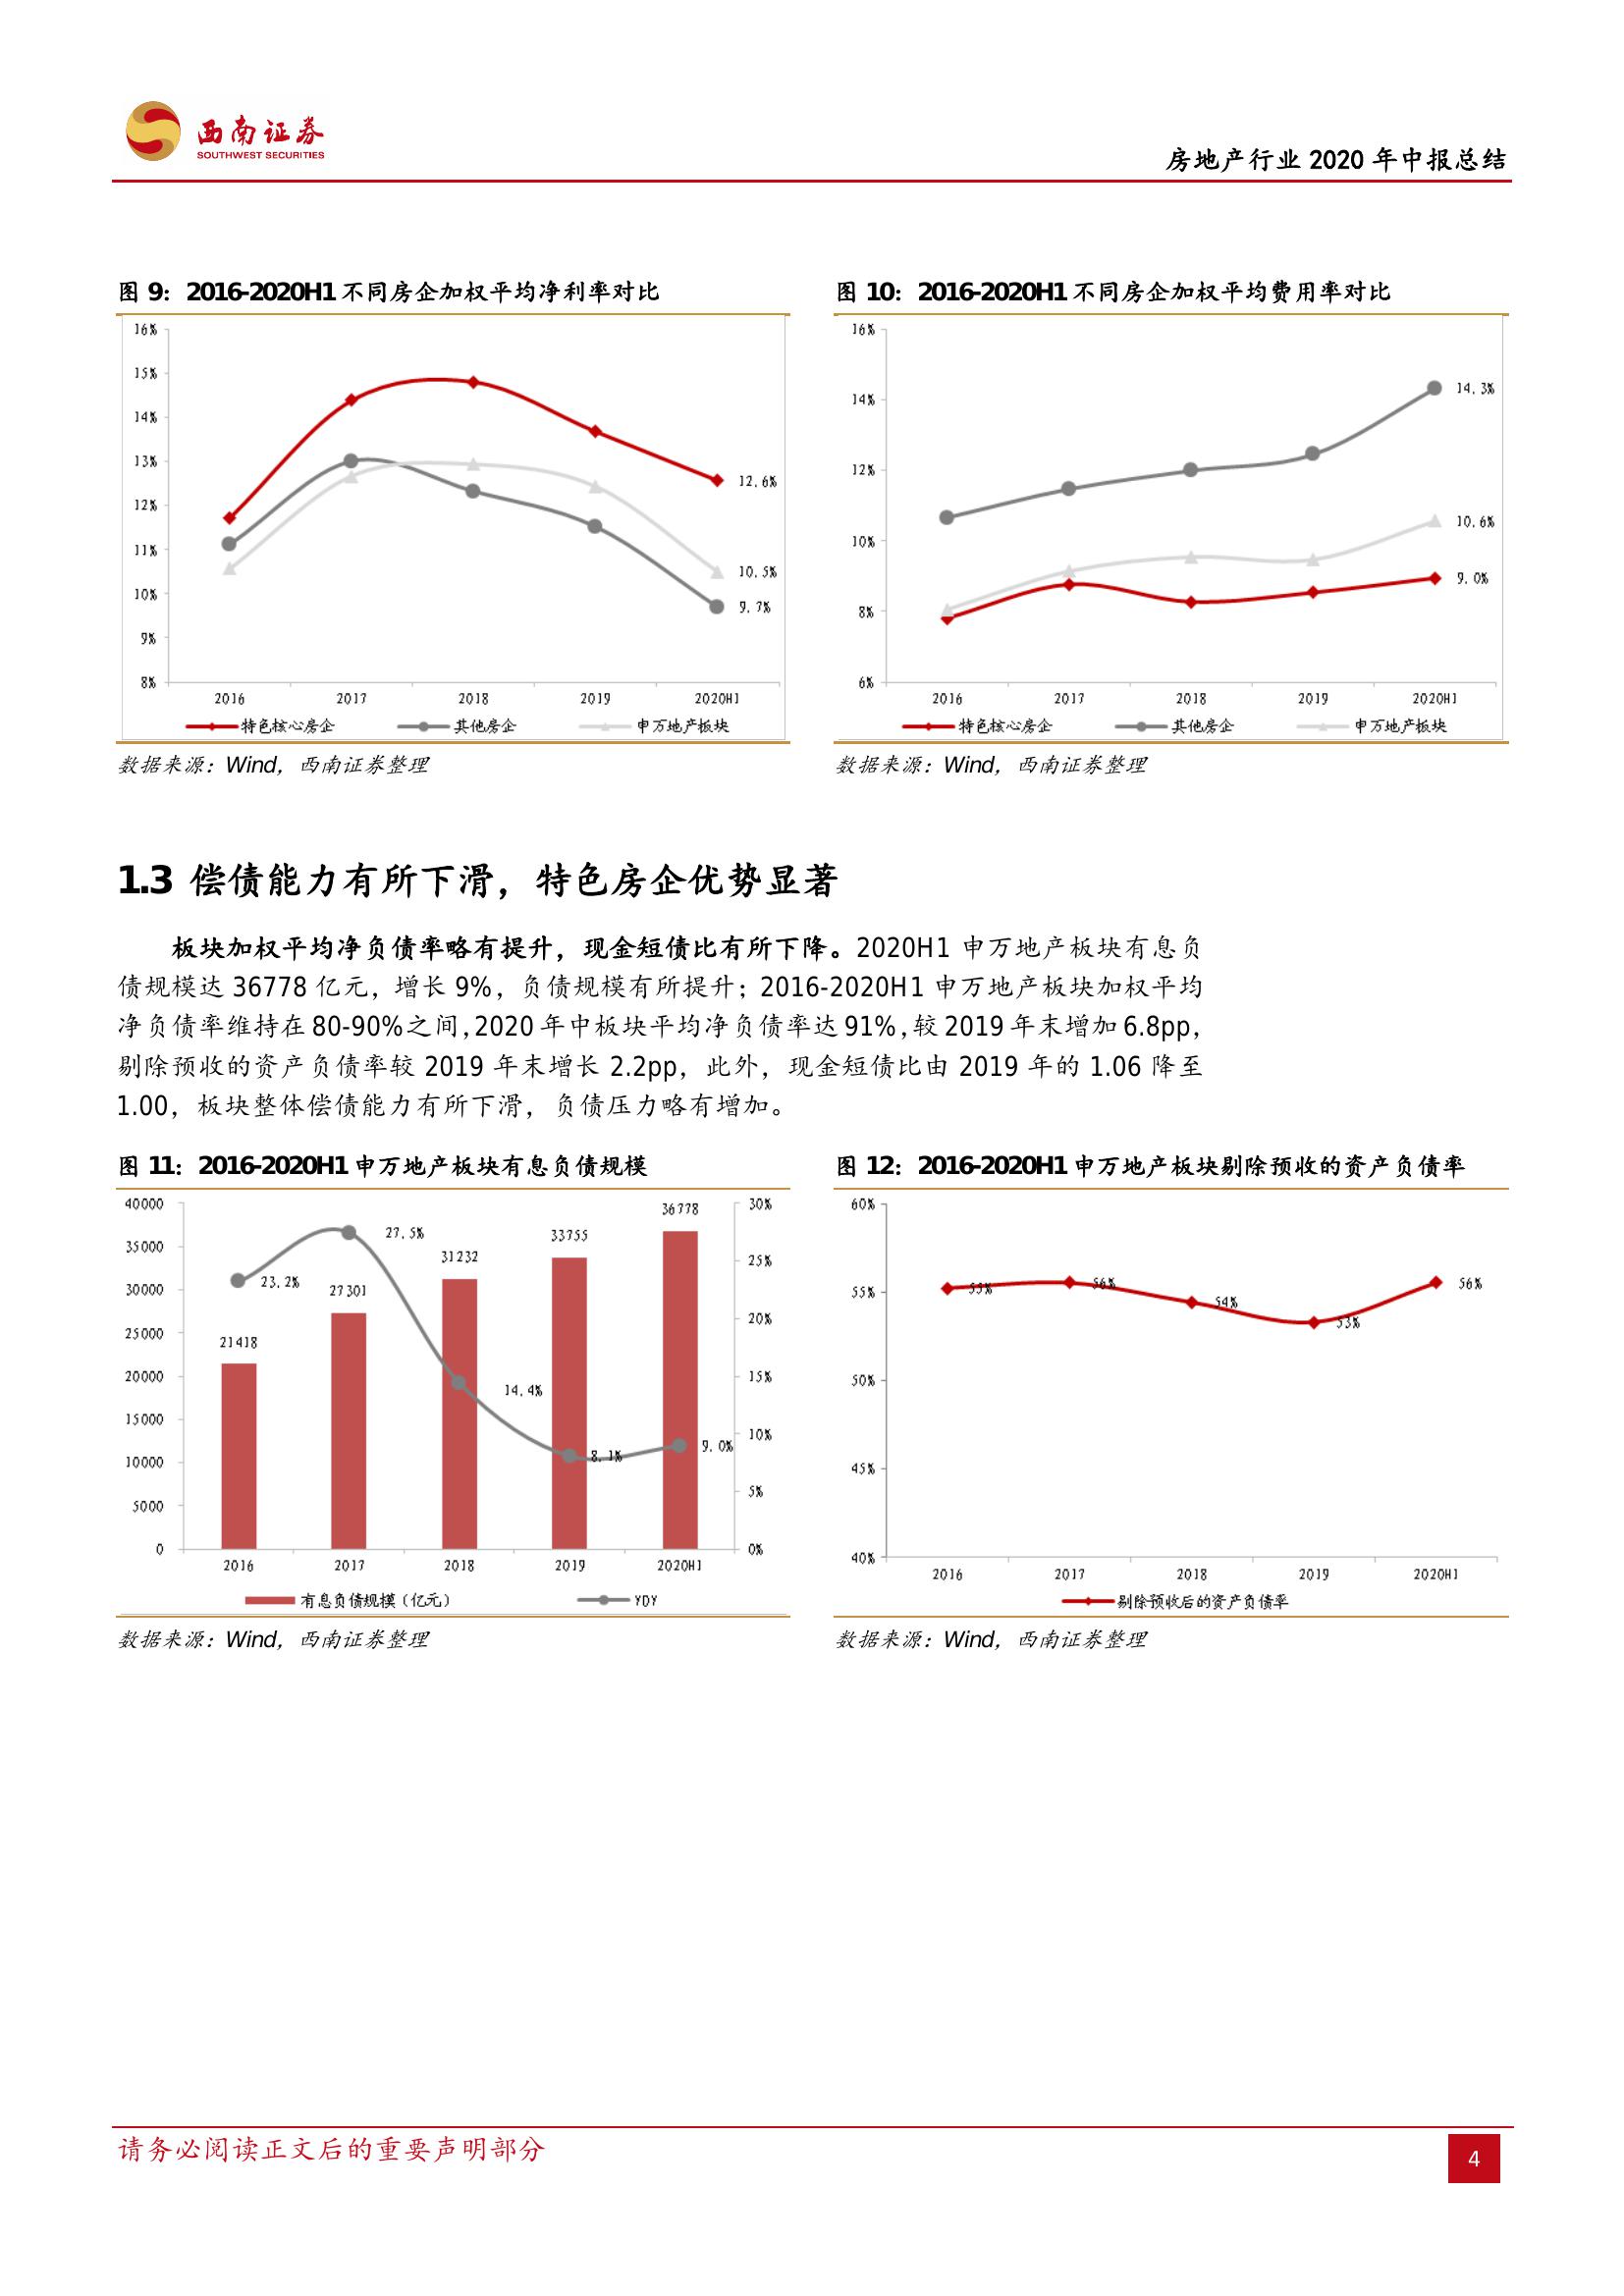 西南证券
SOUTHWEST SECURITIES
房地产行业 2020 年中报总结
图 9：2016-2020H1 不同房企加权平均净利率对比
16%
15%
14%
13%
12%
11%
10%
9%
8%
12.6%
10.5%
9.7%
2016 2017 2018 2019 2020H1
特色核心房企 其他房企 申万地产板块
数据来源：Wind，西南证券整理
图 10：2016-2020H1 不同房企加权平均费用率对比
16%
14%
12%
10%
8%
6%
14.3%
10.6%
9.0%
2016 2017 2018 2019 2020H1
特色核心房企 其他房企 申万地产板块
数据来源：Wind，西南证券整理
1.3 偿债能力有所下滑，特色房企优势显著
板块加权平均净负债率略有提升，现金短债比有所下降。2020H1 申万地产板块有息负
债规模达 36778 亿元，增长 9%，负债规模有所提升；2016-2020H1 申万地产板块加权平均
净负债率维持在 80-90%之间，2020 年中板块平均净负债率达 91%，较 2019 年末增加 6.8pp，
剔除预收的资产负债率较 2019 年末增长 2.2pp，此外，现金短债比由 2019 年的 1.06 降至
1.00，板块整体偿债能力有所下滑，负债压力略有增加。
图 11：2016-2020H1 申万地产板块有息负债规模
40000
35000
30000
25000
20000
15000
10000
5000
0
30%
25%
20%
15%
10%
5%
0%
21418
27301
31232
33755
36778
23.2%
27.5%
14.4%
8.1%
9.0%
2016 2017 2018 2019 2020H1
有息负债规模（亿元） YOY
数据来源：Wind，西南证券整理
图 12：2016-2020H1 申万地产板块剔除预收的资产负债率
60%
55%
50%
45%
40%
55%
56%
54%
53%
56%
2016 2017 2018 2019 2020H1
剔除预收后的资产负债率
数据来源：Wind，西南证券整理
请务必阅读正文后的重要声明部分
4